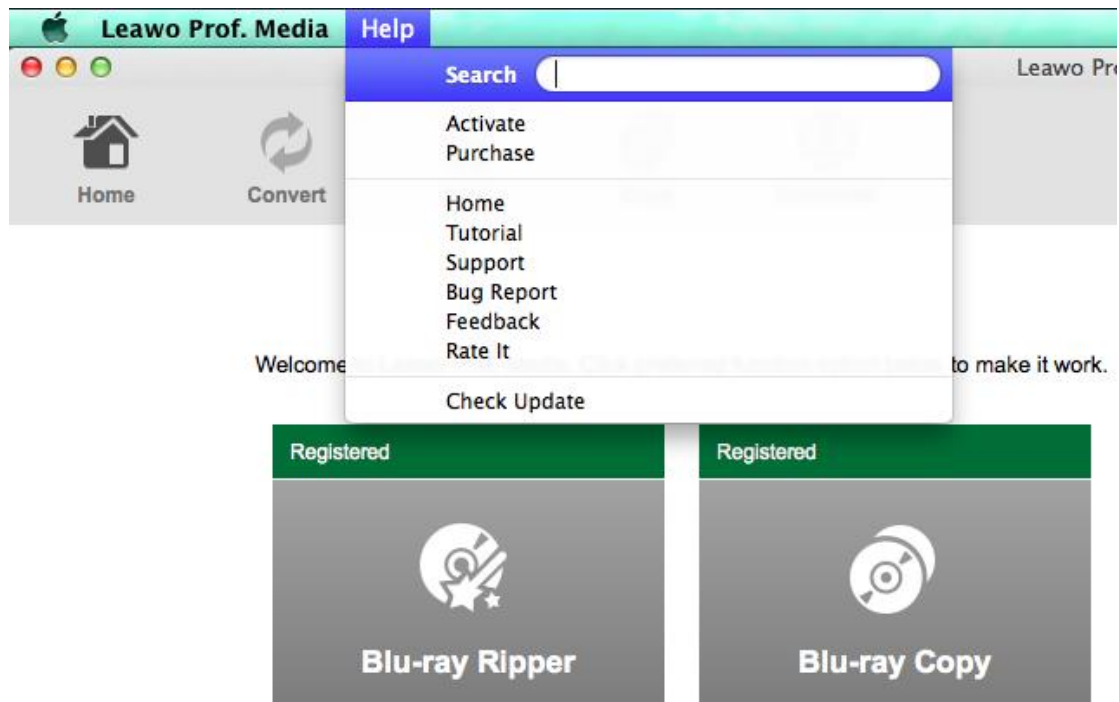 Leawo Prof. Media Help
Leawo Pr
Search
Activate
Purchase
Home
Convert
Home
Tutorial
Support
Bug Report
Feedback
Rate It
Check Update
Welcome to make it work.
Registered
Registered
Blu-ray Ripper
Blu-ray Copy